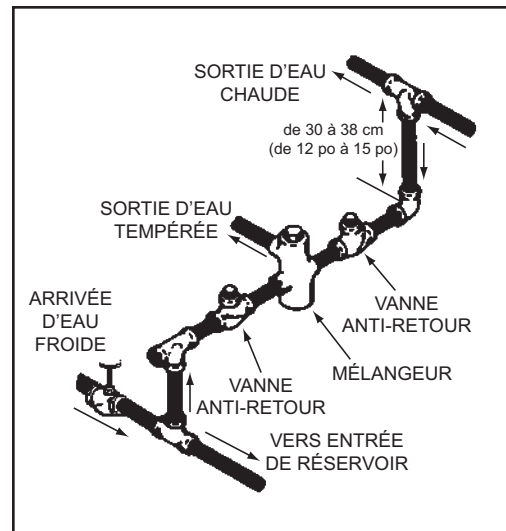 SORTIE D'EAU
CHAUDE
de 30 à 38 cm
(de 12 po à 15 po)
SORTIE D'EAU
TEMPÉRÉE
ARRIVÉE
D'EAU
FROIDE
VANNE
ANTI-RETOUR
MÉLANGEUR
VANNE
ANTI-RETOUR
VERS ENTRÉE
DE RÉSERVOIR